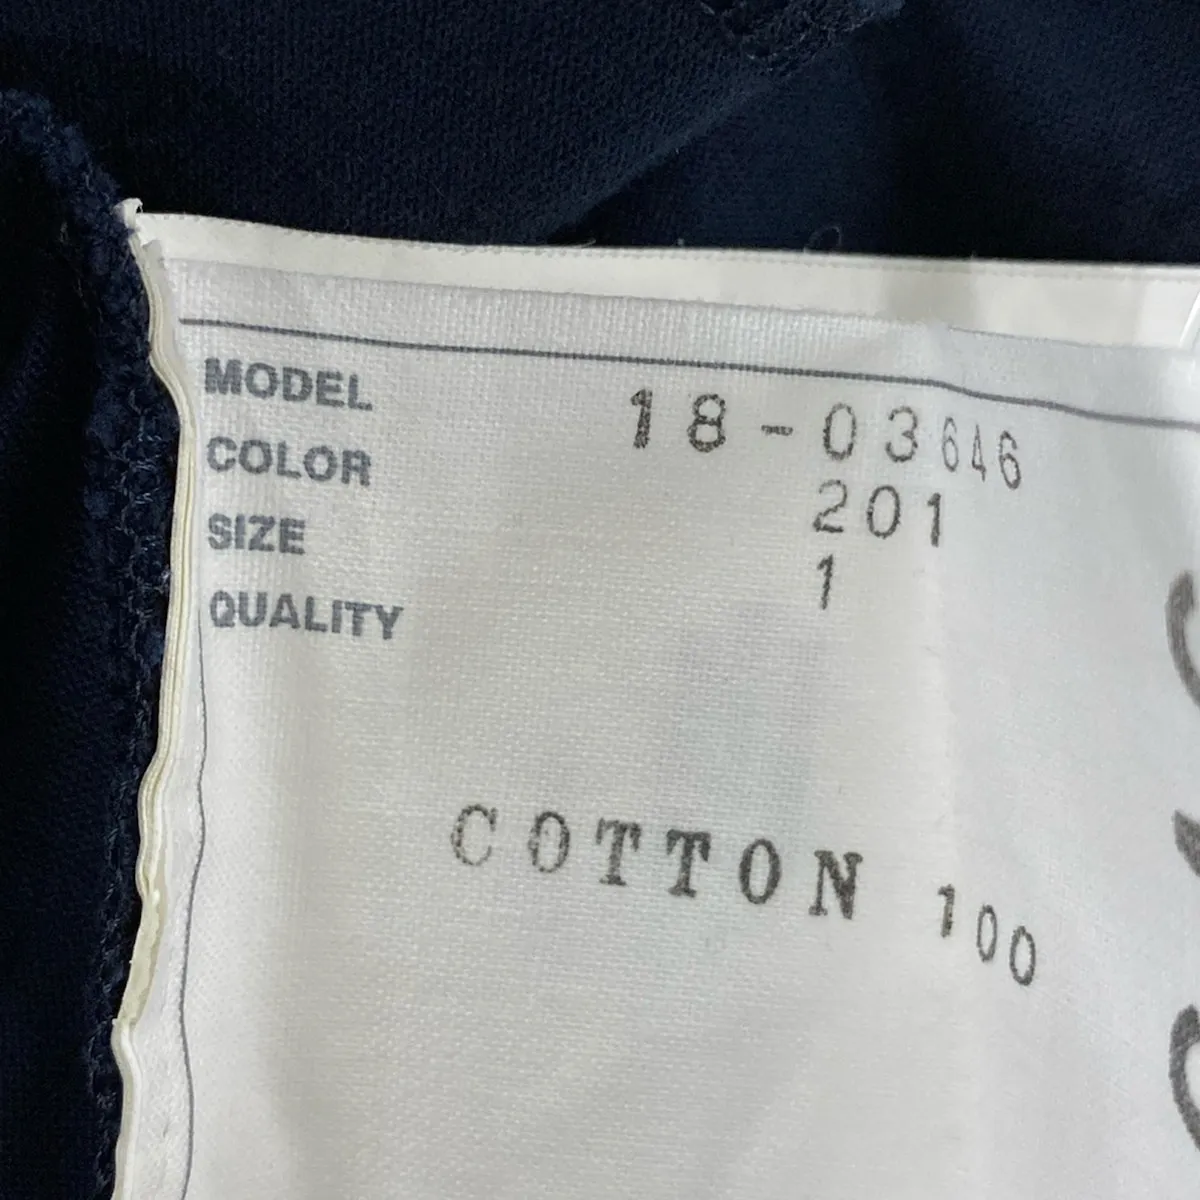 MODEL 18-03646
COLOR 201
SIZE 1
QUALITY
COTTON 100